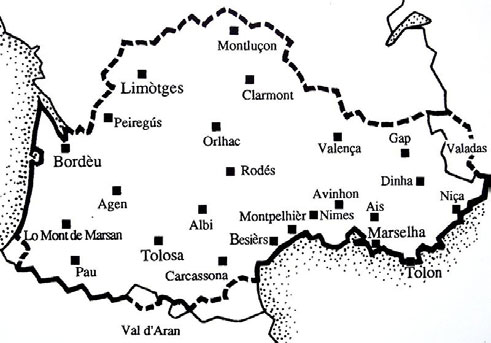 Montluçon
Limòtges
Clarmont
Peiregús
Orlhac
Valença
Gap
Valadas
Bordèu
Rodés
Dinha
Agen
Avinhon
Niça
Albi
Montpelhièr
Nimes
Ais
Lo Mont de Marsan
Marselha
Tolosa
Besièrs
Pau
Carcassona
Tolon
Val d'Aran